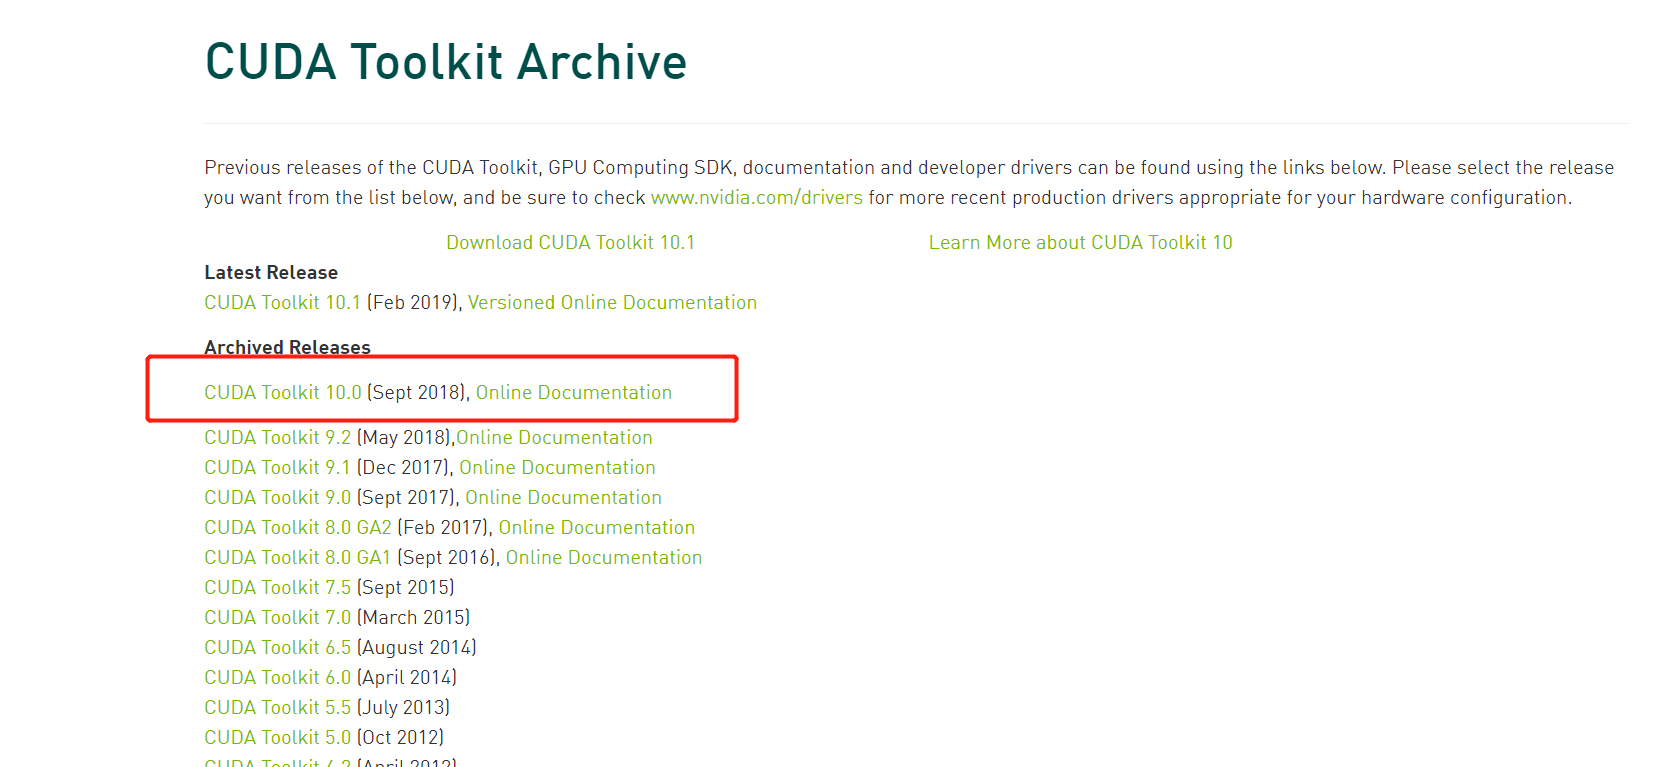 CUDA Toolkit Archive
Previous releases of the CUDA Toolkit, GPU Computing SDK, documentation and developer drivers can be found using the links below. Please select the release
you want from the list below, and be sure to check www.nvidia.com/drivers for more recent production drivers appropriate for your hardware configuration.
Download CUDA Toolkit 10.1 Learn More about CUDA Toolkit 10
Latest Release
CUDA Toolkit 10.1 (Feb 2019), Versioned Online Documentation
Archived Releases
CUDA Toolkit 10.0 (Sept 2018), Online Documentation
CUDA Toolkit 9.2 (May 2018),Online Documentation
CUDA Toolkit 9.1 (Dec 2017), Online Documentation
CUDA Toolkit 9.0 (Sept 2017), Online Documentation
CUDA Toolkit 8.0 GA2 (Feb 2017), Online Documentation
CUDA Toolkit 8.0 GA1 (Sept 2016), Online Documentation
CUDA Toolkit 7.5 (Sept 2015)
CUDA Toolkit 7.0 (March 2015)
CUDA Toolkit 6.5 (August 2014)
CUDA Toolkit 6.0 (April 2014)
CUDA Toolkit 5.5 (July 2013)
CUDA Toolkit 5.0 (Oct 2012)
CUDA Toolkit 4.2 (April 2012)